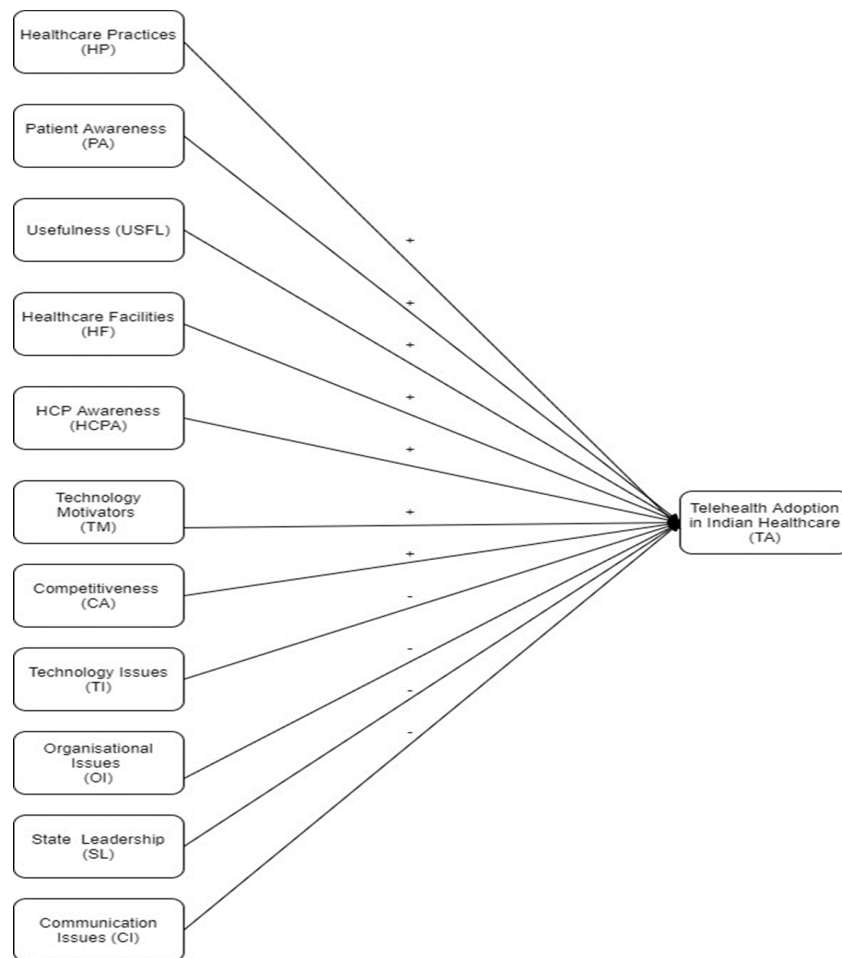 Healthcare Practices
(HP)
Patient Awareness
(PA)
Usefulness (USFL)
+
+
+
Healthcare Facilities
(HF)
+
HCP Awareness
(HCPA)
+
Technology
Motivators
(TM)
+
Telehealth Adoption
in Indian Healthcare
(TA)
+
Competitiveness
(CA)
-
Technology Issues
(TI)
-
-
-
Organisational
Issues
(OI)
State Leadership
(SL)
Communication
Issues (CI)